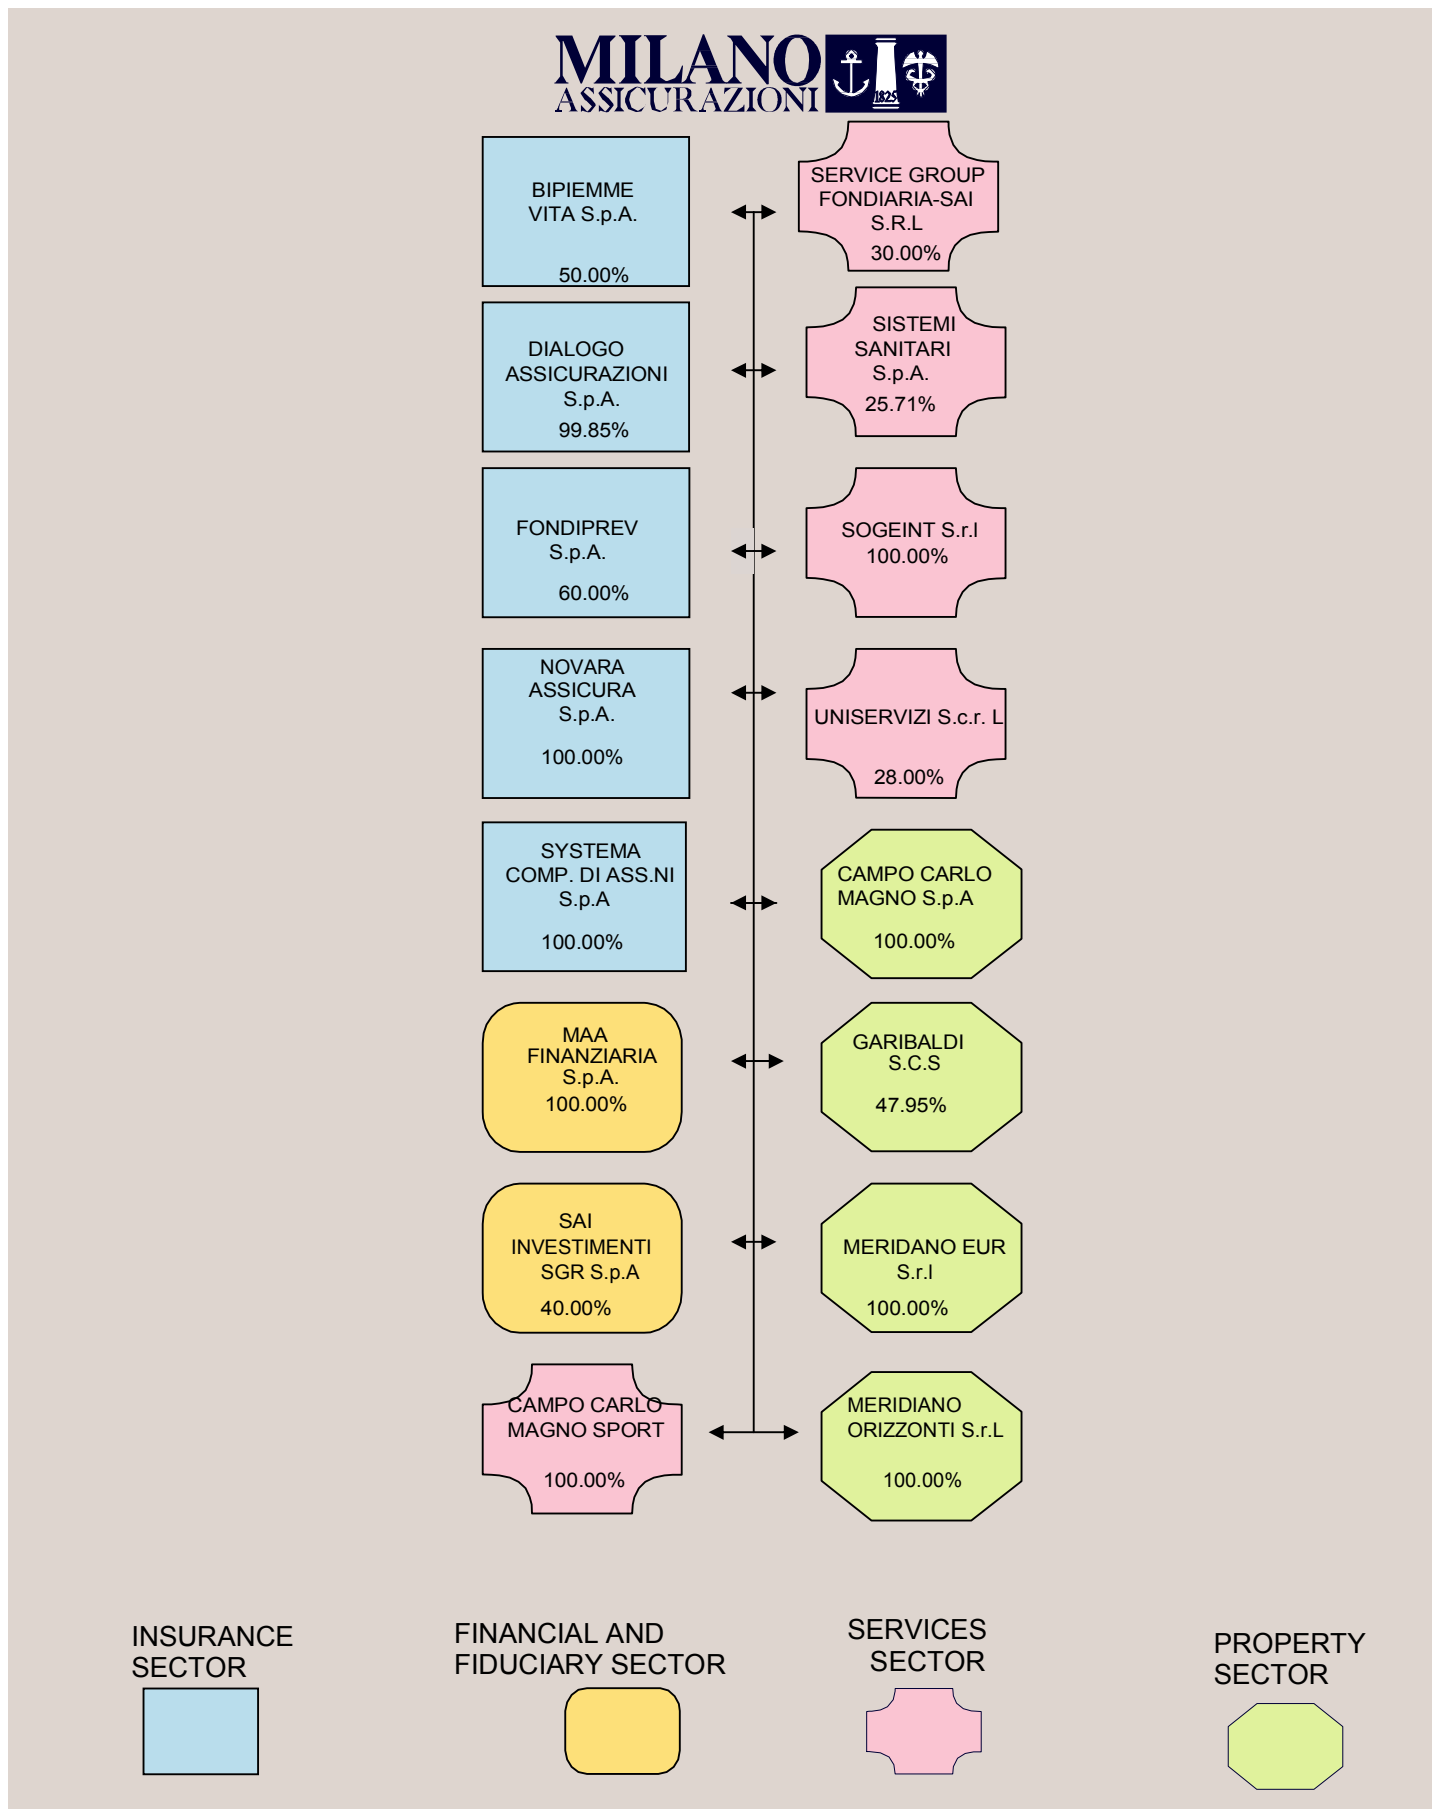 MILANO
ASSICURAZIONI
1825
BIPIEMME
VITA S.p.A.
50.00%
SERVICE GROUP
FONDIARIA-SAI
S.R.L
30.00%
DIALOGO
ASSICURAZIONI
S.p.A.
99.85%
SISTEMI
SANITARI
S.p.A.
25.71%
FONDIPREV
S.p.A.
60.00%
SOGEINT S.r.l
100.00%
NOVARA
ASSICURA
S.p.A.
100.00%
UNISERVIZI S.c.r. L
28.00%
SYSTEMA
COMP. DI ASS.NI
S.p.A
100.00%
CAMPO CARLO
MAGNO S.p.A
100.00%
MAA
FINANZIARIA
S.p.A.
100.00%
GARIBALDI
S.C.S
47.95%
SAI
INVESTIMENTI
SGR S.p.A
40.00%
MERIDANO EUR
S.r.l
100.00%
CAMPO CARLO
MAGNO SPORT
100.00%
MERIDIANO
ORIZZONTI S.r.L
100.00%
INSURANCE
SECTOR
FINANCIAL AND
FIDUCIARY SECTOR
SERVICES
SECTOR
PROPERTY
SECTOR